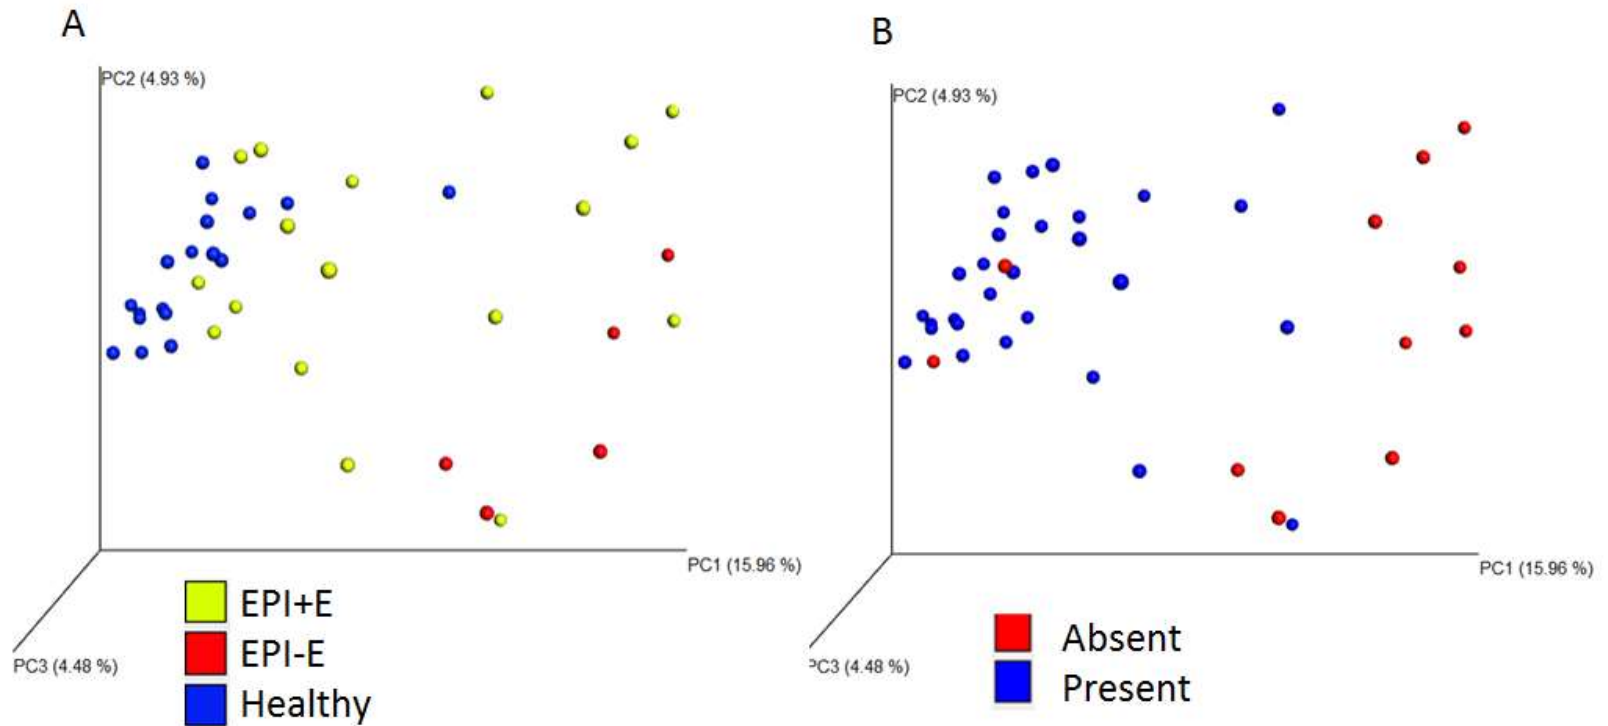 A
PC2 (4.93 %)
PC1 (15.96 %)
PC3 (4.48 %)
EPI+E
EPI-E
Healthy
B
PC2 (4.93 %)
PC1 (15.96 %)
PC3 (4.48 %)
Absent
Present